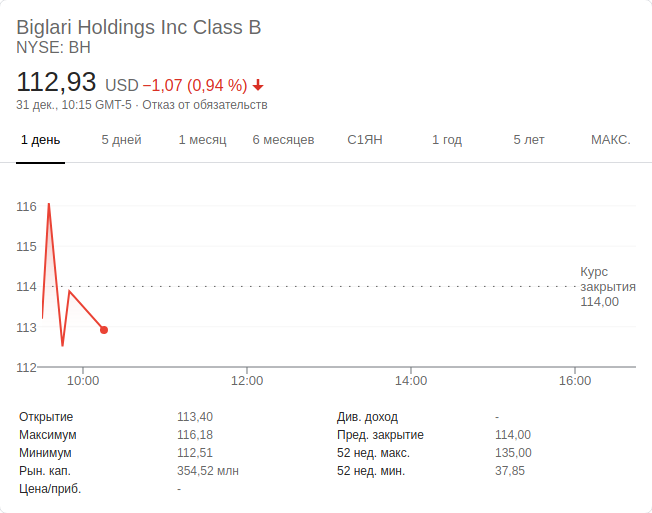 Biglari Holdings Inc Class B
NYSE: BH
112,93 USD −1,07 (0,94 %)
31 дек., 10:15 GMT-5 · Отказ от обязательств
1 день 5 дней 1 месяц 6 месяцев С1ЯН 1 год 5 лет МАКС.
116
115
114
113
112
Курс
закрытия
114,00
10:00 12:00 14:00 16:00
Открытие 113,40 Див. доход -
Максимум 116,18 Пред. закрытие 114,00
Минимум 112,51 52 нед. макс. 135,00
Рын. кап. 354,52 млн 52 нед. мин. 37,85
Цена/приб. -